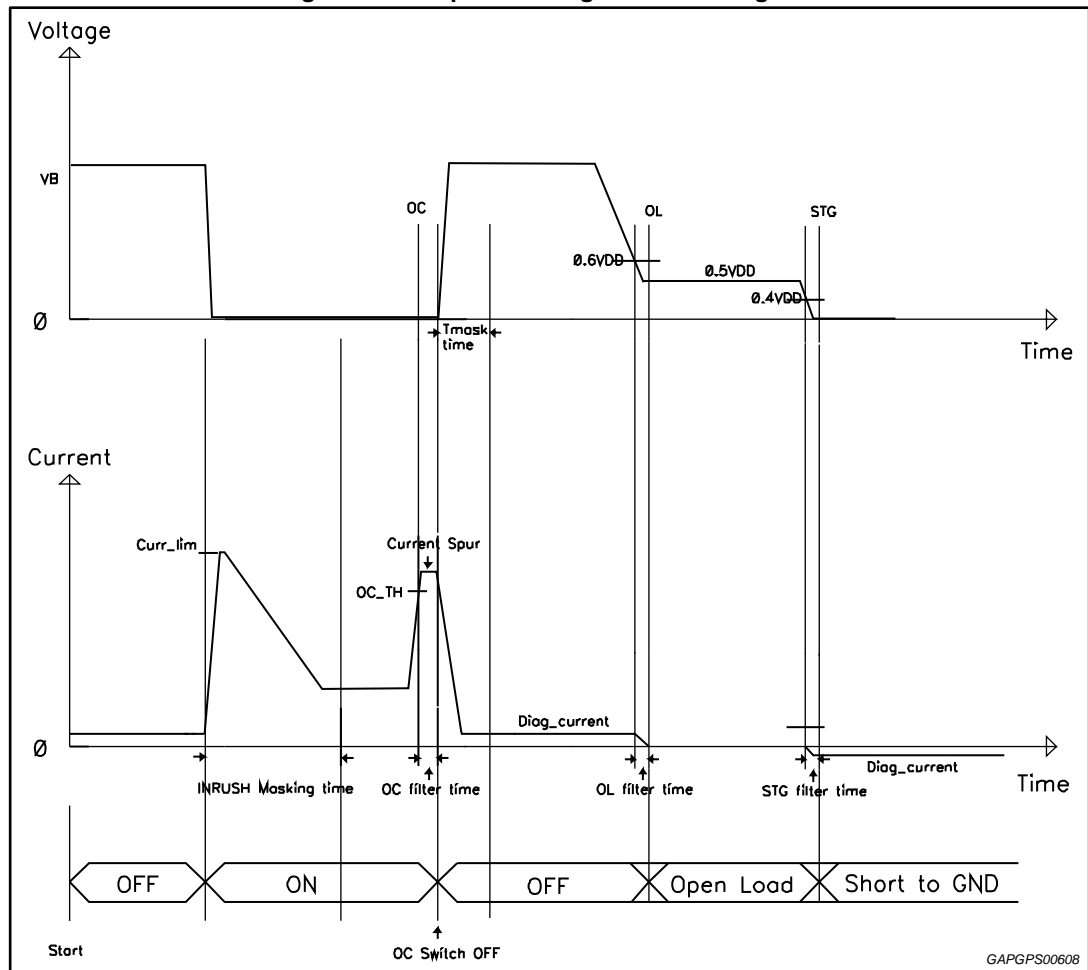 Voltage
VB
OC
OL
STG
0.6VDD
0.5VDD
0.4VDD
Ø
Tmask
time
Time
Current
Curr_lim
Current Spur
OC_TH
Diag_current
Ø
Diag_current
INRUSH Masking time
OC filter time
OL filter time
STG filter time
Time
OFF
ON
OFF
Open Load
Short to GND
Start
OC Switch OFF
GAPGPS00608